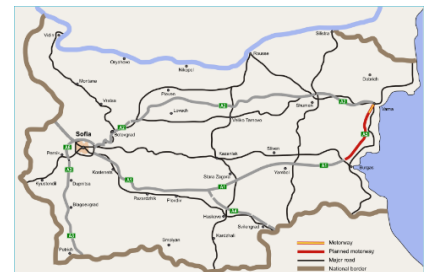 Silistra
Vidin
Rousse
Oryahovo
Nikopol
Dobrich
Montana
Pleven
A2
Vratsa
Lovech
Shumen
A2
Varna
A2
Veliko Tarnovo
Botevgrad
A5
Sofia
A6
Pernik
Kazanlak
Sliven
A1
Burgas
Kyustendil
A3
Dupnitsa
A1
Stara Zagora
Yambol
Pazardzhik
Plovdiv
Blagoevgrad
A4
Haskovo
Svilengrad
Smolyan
Kardzhali
A3
Petrich
Motorway
Planned motorway
Major road
National border